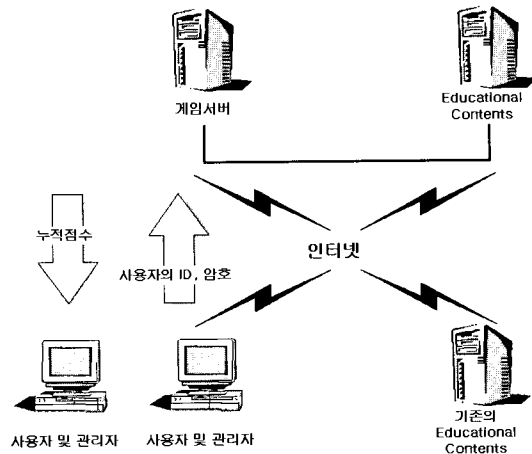 게임서버
Educational
Contents
누적점수
사용자의 ID, 암호
인터넷
사용자 및 관리자
사용자 및 관리자
기존의
Educational
Contents